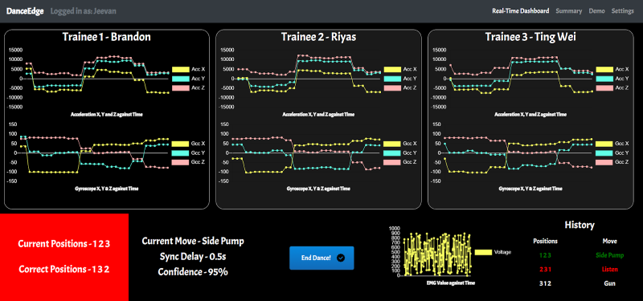 DanceEdge Logged in as: Jeevan Real-Time Dashboard Summary Demo Settings
Trainee 1 - Brandon
15000
10000
5000
0
-5000
-10000
-15000
Acc X
Acc Y
Acc Z
Acceleration X, Y and Z against Time
150
100
50
0
-50
-100
-150
Gcc X
Gcc Y
Gcc Z
Gyroscope X, Y & Z against Time
Trainee 2 - Riyas
15000
10000
5000
0
-5000
-10000
-15000
Acc X
Acc Y
Acc Z
Acceleration X, Y and Z against Time
150
100
50
0
-50
-100
-150
Gcc X
Gcc Y
Gcc Z
Gyroscope X, Y & Z against Time
Trainee 3 - Ting Wei
15000
10000
5000
0
-5000
-10000
-15000
Acc X
Acc Y
Acc Z
Acceleration X, Y and Z against Time
150
100
50
0
-50
-100
-150
Gcc X
Gcc Y
Gcc Z
Gyroscope X, Y & Z against Time
Current Positions - 1 2 3
Correct Positions - 1 3 2
Current Move - Side Pump
Sync Delay - 0.5s
Confidence - 95%
End Dance!
1000
900
800
700
600
500
400
300
200
100
0
Voltage
EMG Value against Time
History
Positions Moves
1 2 3 Side Pump
2 3 1 Listen
3 1 2 Gun